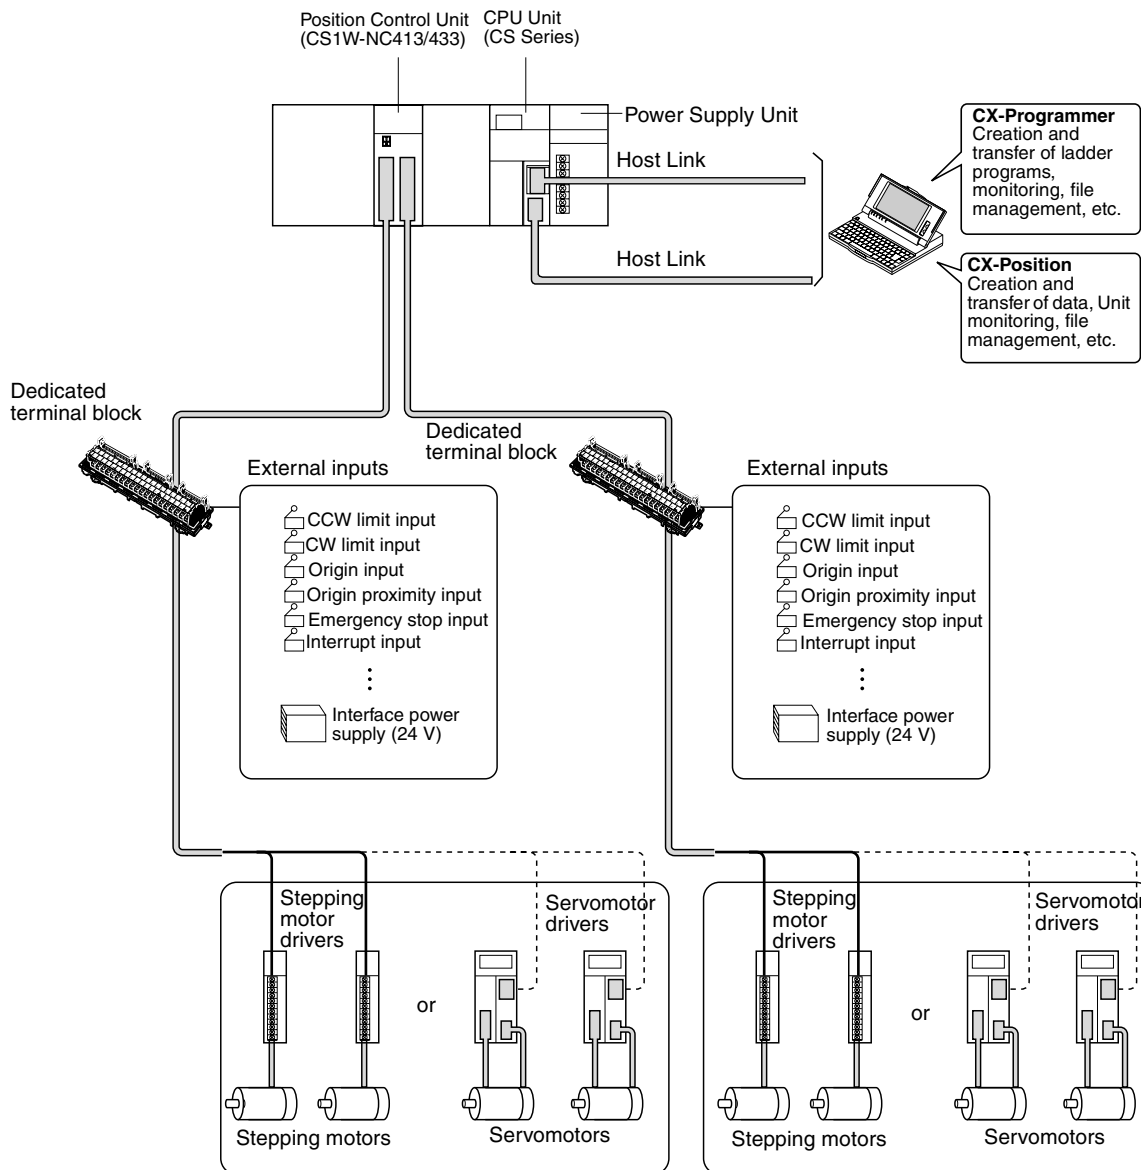 Position Control Unit
(CS1W-NC413/433)
CPU Unit
(CS Series)
Power Supply Unit
Host Link
Host Link
CX-Programmer
Creation and
transfer of ladder
programs,
monitoring, file
management, etc.
CX-Position
Creation and
transfer of data, Unit
monitoring, file
management, etc.
Dedicated
terminal block
Dedicated
terminal block
External inputs
CCW limit input
CW limit input
Origin input
Origin proximity input
Emergency stop input
Interrupt input
Interface power
supply (24 V)
External inputs
CCW limit input
CW limit input
Origin input
Origin proximity input
Emergency stop input
Interrupt input
Interface power
supply (24 V)
Stepping
motor
drivers
Servomotor
drivers
or
Stepping motors
Servomotors
Stepping
motor
drivers
Servomotor
drivers
or
Stepping motors
Servomotors